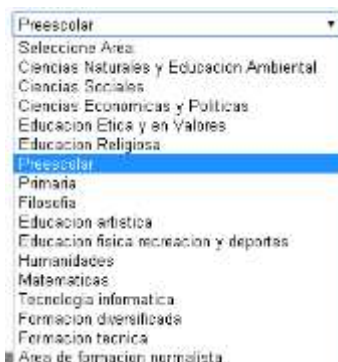 Preescolar
Seleccione Area
Ciencias Naturales y Educacion Ambiental
Ciencias Sociales
Ciencias Economicas y Politicas
Educacion Etica y en Valores
Educacion Religiosa
Preescolar
Primaria
Filosofia
Educacion artistica
Educacion fisica recreacion y deportes
Humanidades
Matematicas
Tecnologia informatica
Formacion diversificada
Formacion tecnica
Area de formacion normalista